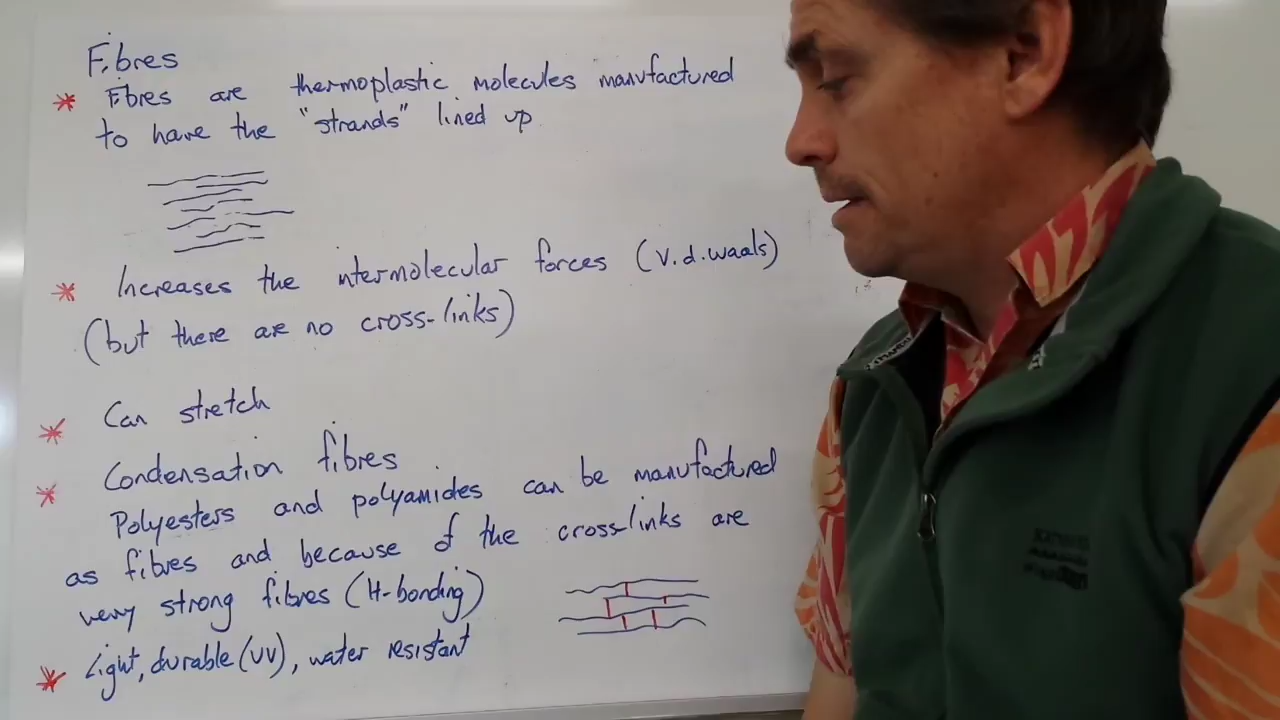 Fibres
* Fibres are thermoplastic molecules manufactured
to have the "strands" lined up
* Increases the intermolecular forces (v.d.waals)
(but there are no cross-links)
* Can stretch
* Condensation fibres
Polyesters and polyamides can be manufactured
as fibres and because of the cross-links are
very strong fibres (H-bonding)
* Light, durable (UV), water resistant